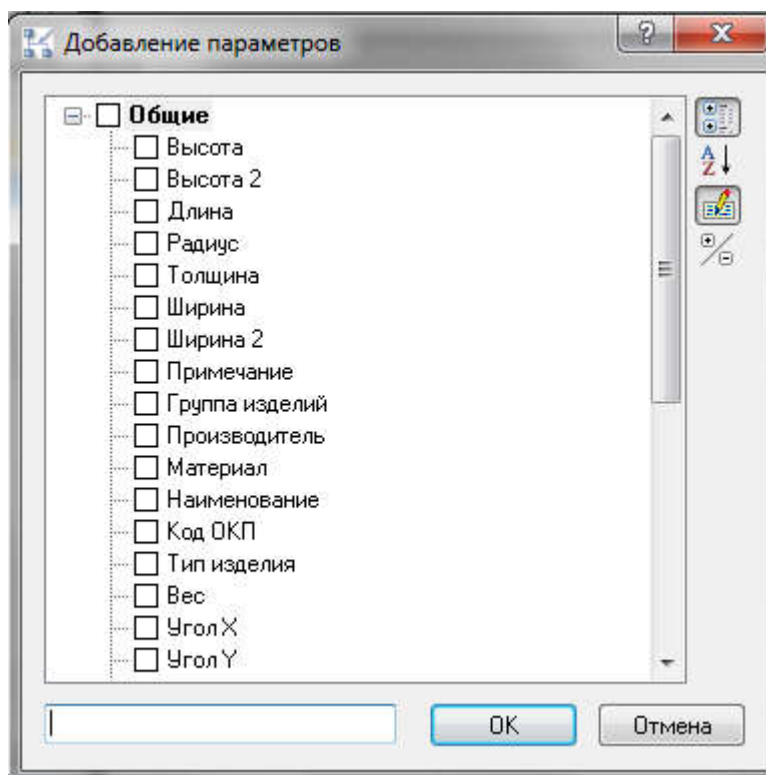 Добавление параметров
Общие
Высота
Высота 2
Длина
Радиус
Толщина
Ширина
Ширина 2
Примечание
Группа изделий
Производитель
Материал
Наименование
Код ОКП
Тип изделия
Вес
Угол X
Угол Y
OK
Отмена